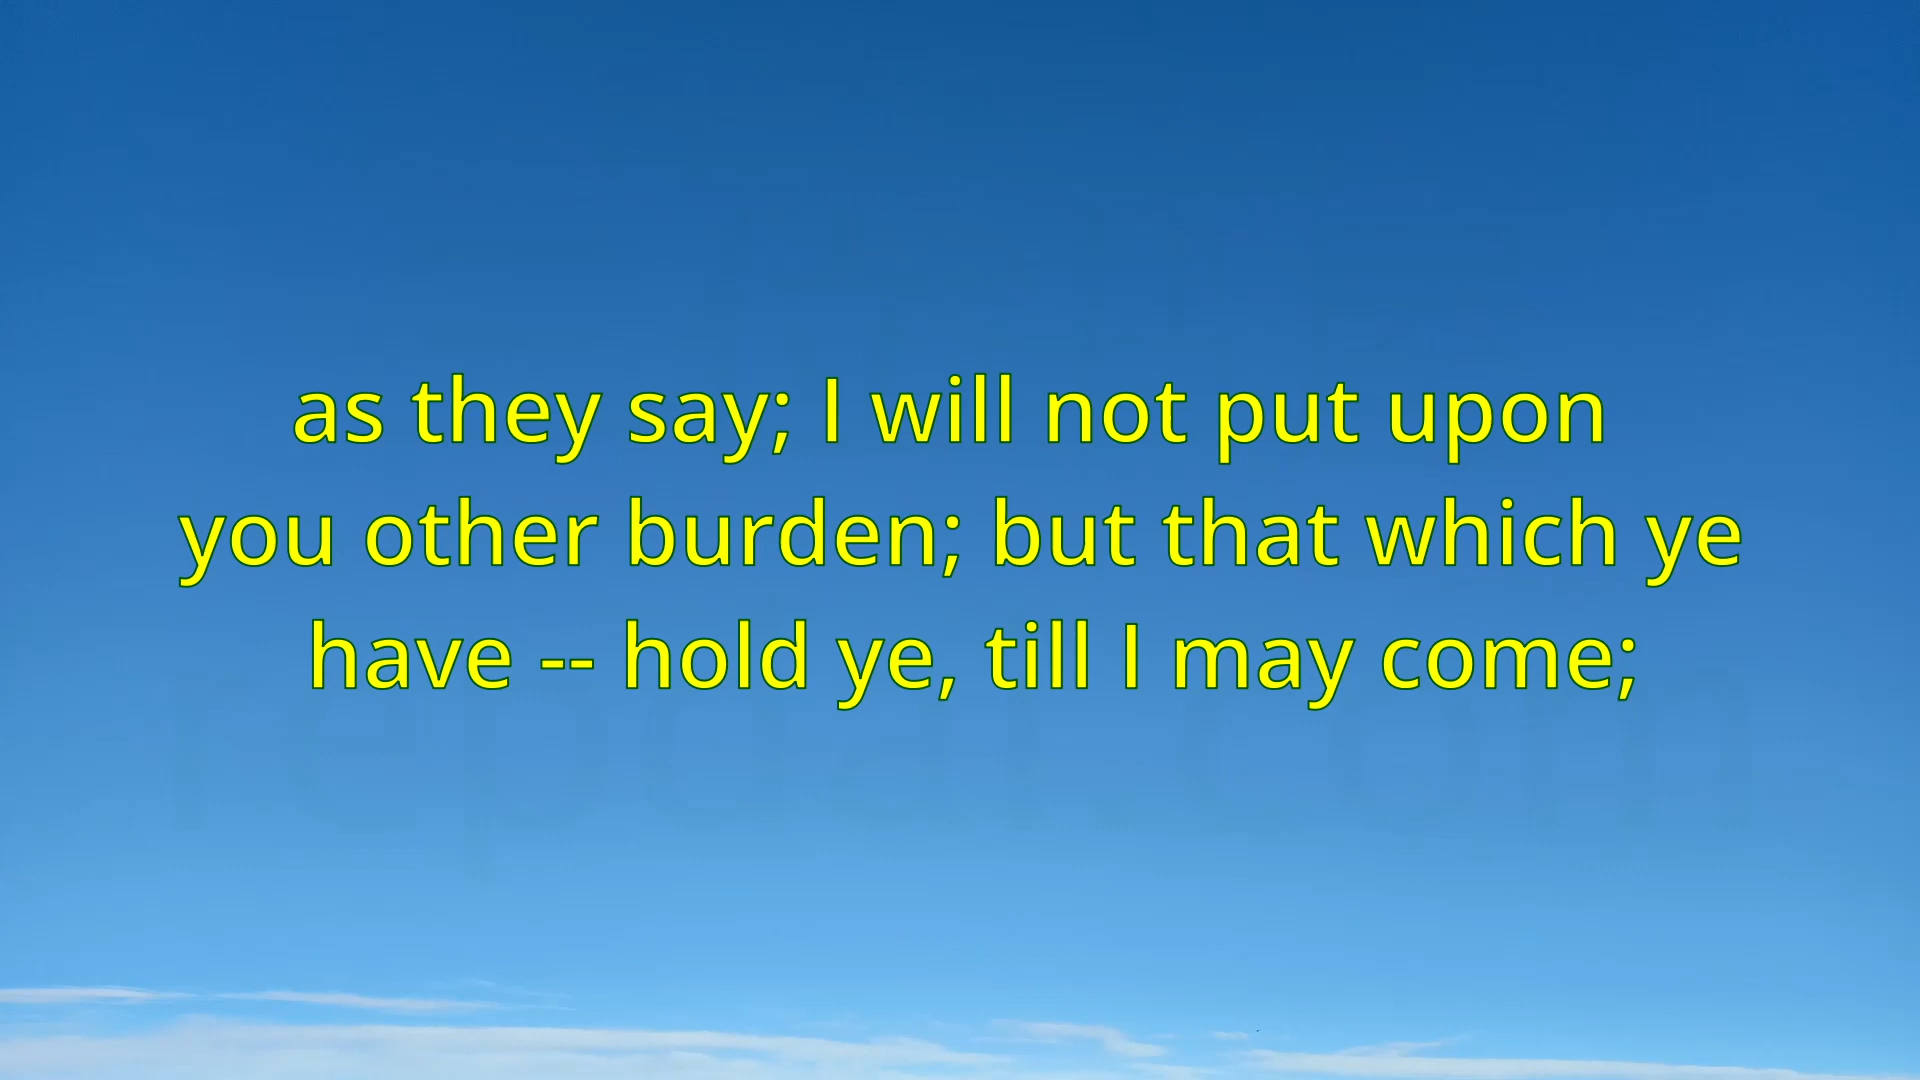 as they say; I will not put upon
you other burden; but that which ye
have -- hold ye, till I may come;